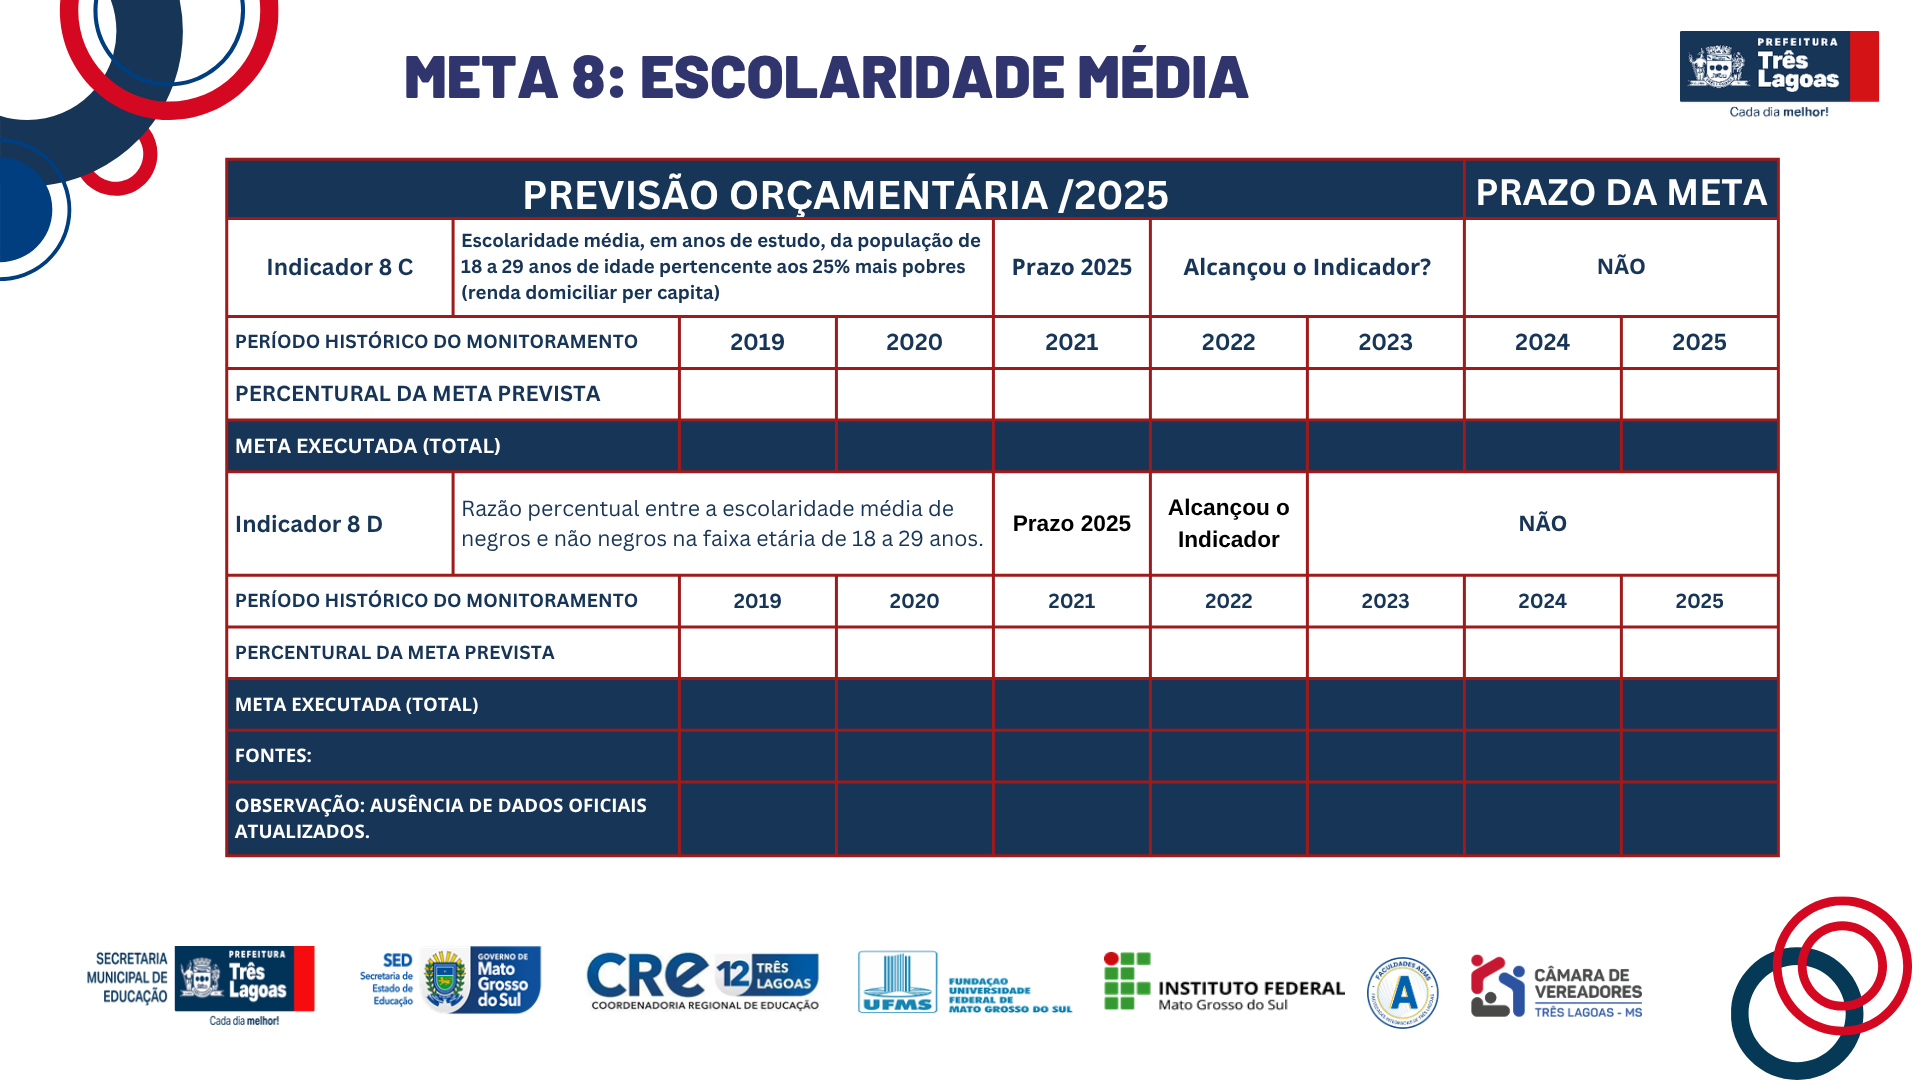 META 8: ESCOLARIDADE MÉDIA
PREFEITURA
Três
Lagoas
Cada dia melhor!
PREVISÃO ORÇAMENTÁRIA /2025
PRAZO DA META
Indicador 8 C
Escolaridade média, em anos de estudo, da população de
18 a 29 anos de idade pertencente aos 25% mais pobres
(renda domiciliar per capita)
Prazo 2025
Alcançou o Indicador?
NÃO
PERÍODO HISTÓRICO DO MONITORAMENTO
2019
2020
2021
2022
2023
2024
2025
PERCENTURAL DA META PREVISTA
META EXECUTADA (TOTAL)
Indicador 8 D
Razão percentual entre a escolaridade média de
negros e não negros na faixa etária de 18 a 29 anos.
Prazo 2025
Alcançou o
Indicador
NÃO
PERÍODO HISTÓRICO DO MONITORAMENTO
2019
2020
2021
2022
2023
2024
2025
PERCENTURAL DA META PREVISTA
META EXECUTADA (TOTAL)
FONTES:
OBSERVAÇÃO: AUSÊNCIA DE DADOS OFICIAIS
ATUALIZADOS.
SECRETARIA
MUNICIPAL DE
EDUCAÇÃO
PREFEITURA
Três
Lagoas
Cada dia melhor!
SED
Secretaria de
Estado de
Educação
GOVERNO DE
Mato
Grosso
do Sul
CRE 12 TRÊS
LAGOAS
COORDENADORIA REGIONAL DE EDUCAÇÃO
UFMS
FUNDAÇÃO
UNIVERSIDADE
FEDERAL DE
MATO GROSSO DO SUL
INSTITUTO FEDERAL
Mato Grosso do Sul
FACULDADES AEMS
A
CÂMARA DE
VEREADORES
TRÊS LAGOAS - MS